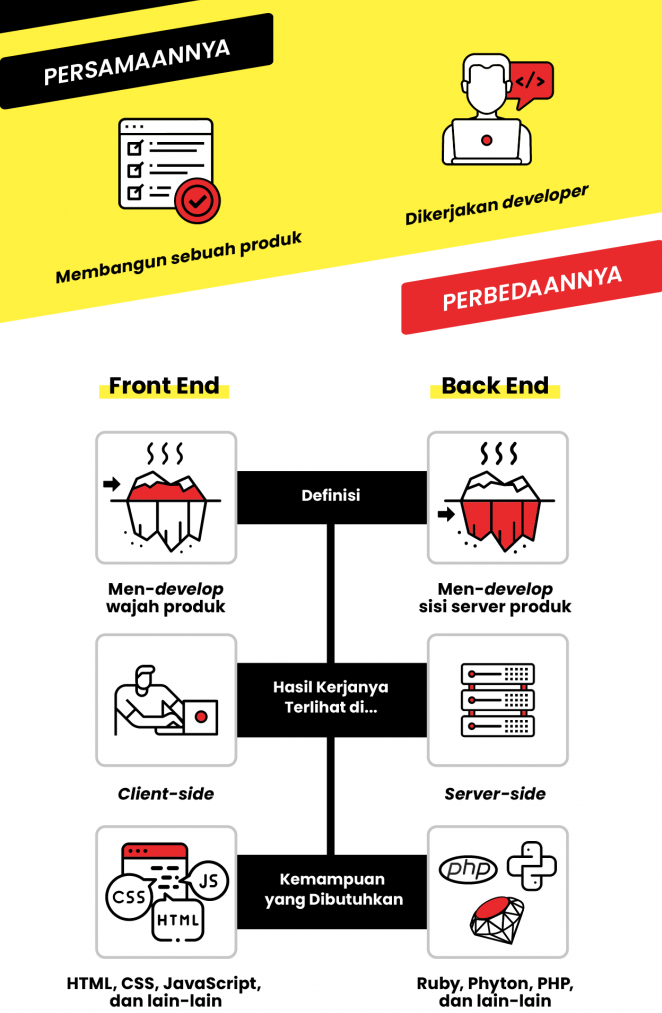 PERSAMAANNYA
</>
Membangun sebuah produk
Dikerjakan developer
PERBEDAANNYA
Front End
Back End
Definisi
Men-develop
wajah produk
Men-develop
sisi server produk
Hasil Kerjanya
Terlihat di...
Client-side
Server-side
CSS
JS
HTML
Kemampuan
yang Dibutuhkan
php
HTML, CSS, JavaScript,
dan lain-lain
Ruby, Phyton, PHP,
dan lain-lain